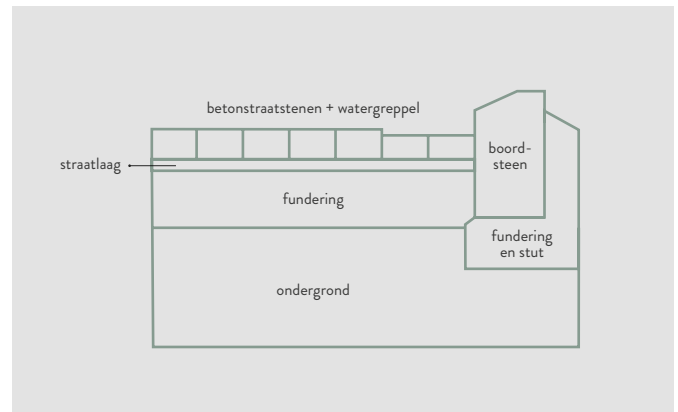 betonstraatstenen + watergreppel
straatlaag
boord-
steen
fundering
fundering
en stut
ondergrond